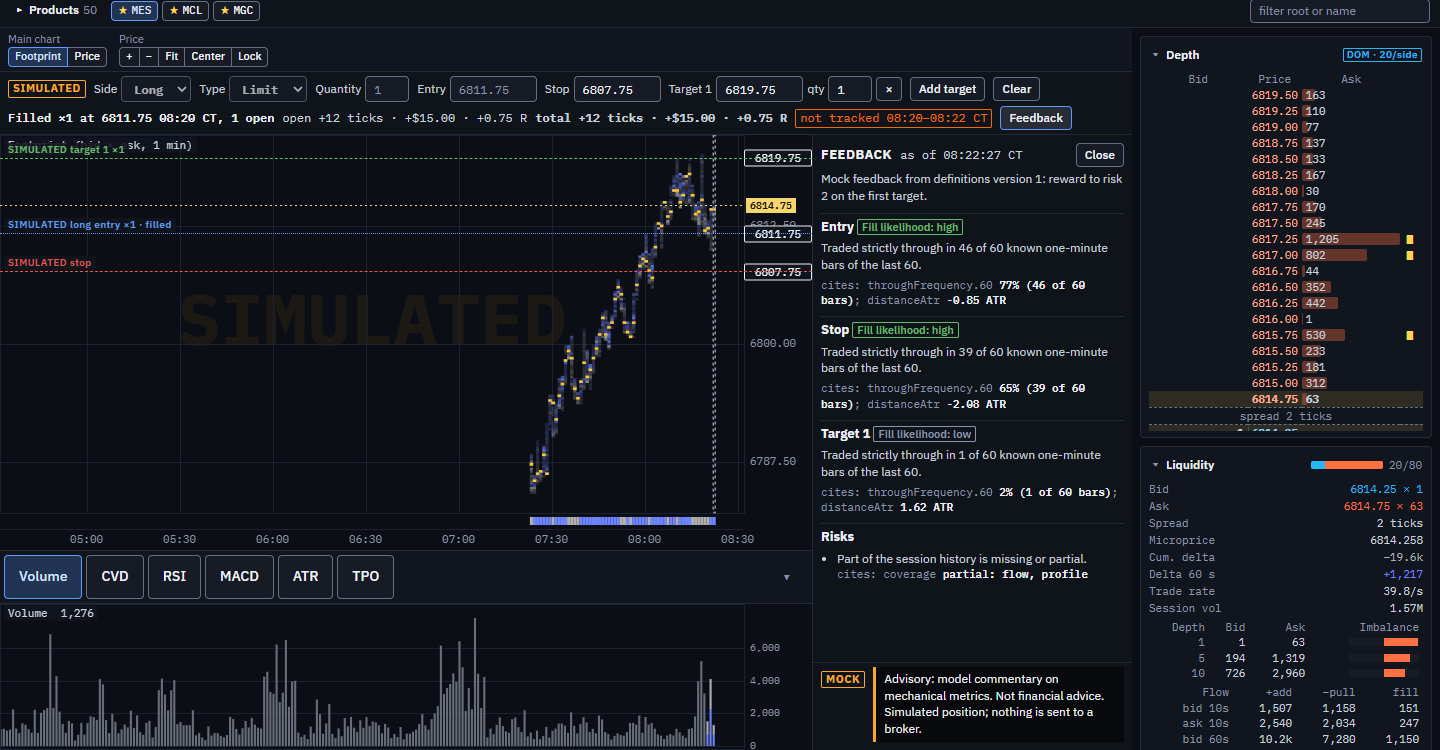 ▸ Products 50 ★ MES ★ MCL ★ MGC filter root or name
Main chart Price
Footprint Price + − Fit Center Lock
SIMULATED Side Long Type Limit Quantity 1 Entry 6811.75 Stop 6807.75 Target 1 6819.75 qty 1 × Add target Clear
Filled ×1 at 6811.75 08:20 CT, 1 open open +12 ticks · +$15.00 · +0.75 R total +12 ticks · +$15.00 · +0.75 R not tracked 08:20–08:22 CT Feedback
sk, 1 min)
SIMULATED target 1 ×1
6819.75
6814.75
SIMULATED long entry ×1 · filled
6811.75
SIMULATED stop
6807.75
SIMULATED
6800.00
6787.50
05:00 05:30 06:00 06:30 07:00 07:30 08:00 08:30
Volume CVD RSI MACD ATR TPO ▾
Volume 1,276
6,000
4,000
2,000
0
FEEDBACK as of 08:22:27 CT Close
Mock feedback from definitions version 1: reward to risk
2 on the first target.
Entry Fill likelihood: high
Traded strictly through in 46 of 60 known one-minute
bars of the last 60.
cites: throughFrequency.60 77% (46 of 60
bars); distanceAtr -0.85 ATR
Stop Fill likelihood: high
Traded strictly through in 39 of 60 known one-minute
bars of the last 60.
cites: throughFrequency.60 65% (39 of 60
bars); distanceAtr -2.08 ATR
Target 1 Fill likelihood: low
Traded strictly through in 1 of 60 known one-minute
bars of the last 60.
cites: throughFrequency.60 2% (1 of 60 bars);
distanceAtr 1.62 ATR
Risks
• Part of the session history is missing or partial.
cites: coverage partial: flow, profile
MOCK
Advisory: model commentary on
mechanical metrics. Not financial advice.
Simulated position; nothing is sent to a
broker.
▾ Depth DOM · 20/side
Bid Price Ask
6819.50 163
6819.25 110
6819.00 77
6818.75 137
6818.50 133
6818.25 167
6818.00 30
6817.75 170
6817.50 245
6817.25 1,205
6817.00 802
6816.75 44
6816.50 352
6816.25 442
6816.00 1
6815.75 530
6815.50 233
6815.25 181
6815.00 312
6814.75 63
spread 2 ticks
▾ Liquidity 20/80
Bid 6814.25 × 1
Ask 6814.75 × 63
Spread 2 ticks
Microprice 6814.258
Cum. delta −19.6k
Delta 60 s +1,217
Trade rate 39.8/s
Session vol 1.57M
Depth Bid Ask Imbalance
1 1 63
5 194 1,319
10 726 2,960
Flow +add −pull fill
bid 10s 1,507 1,158 151
ask 10s 2,540 2,034 247
bid 60s 10.2k 7,280 1,150